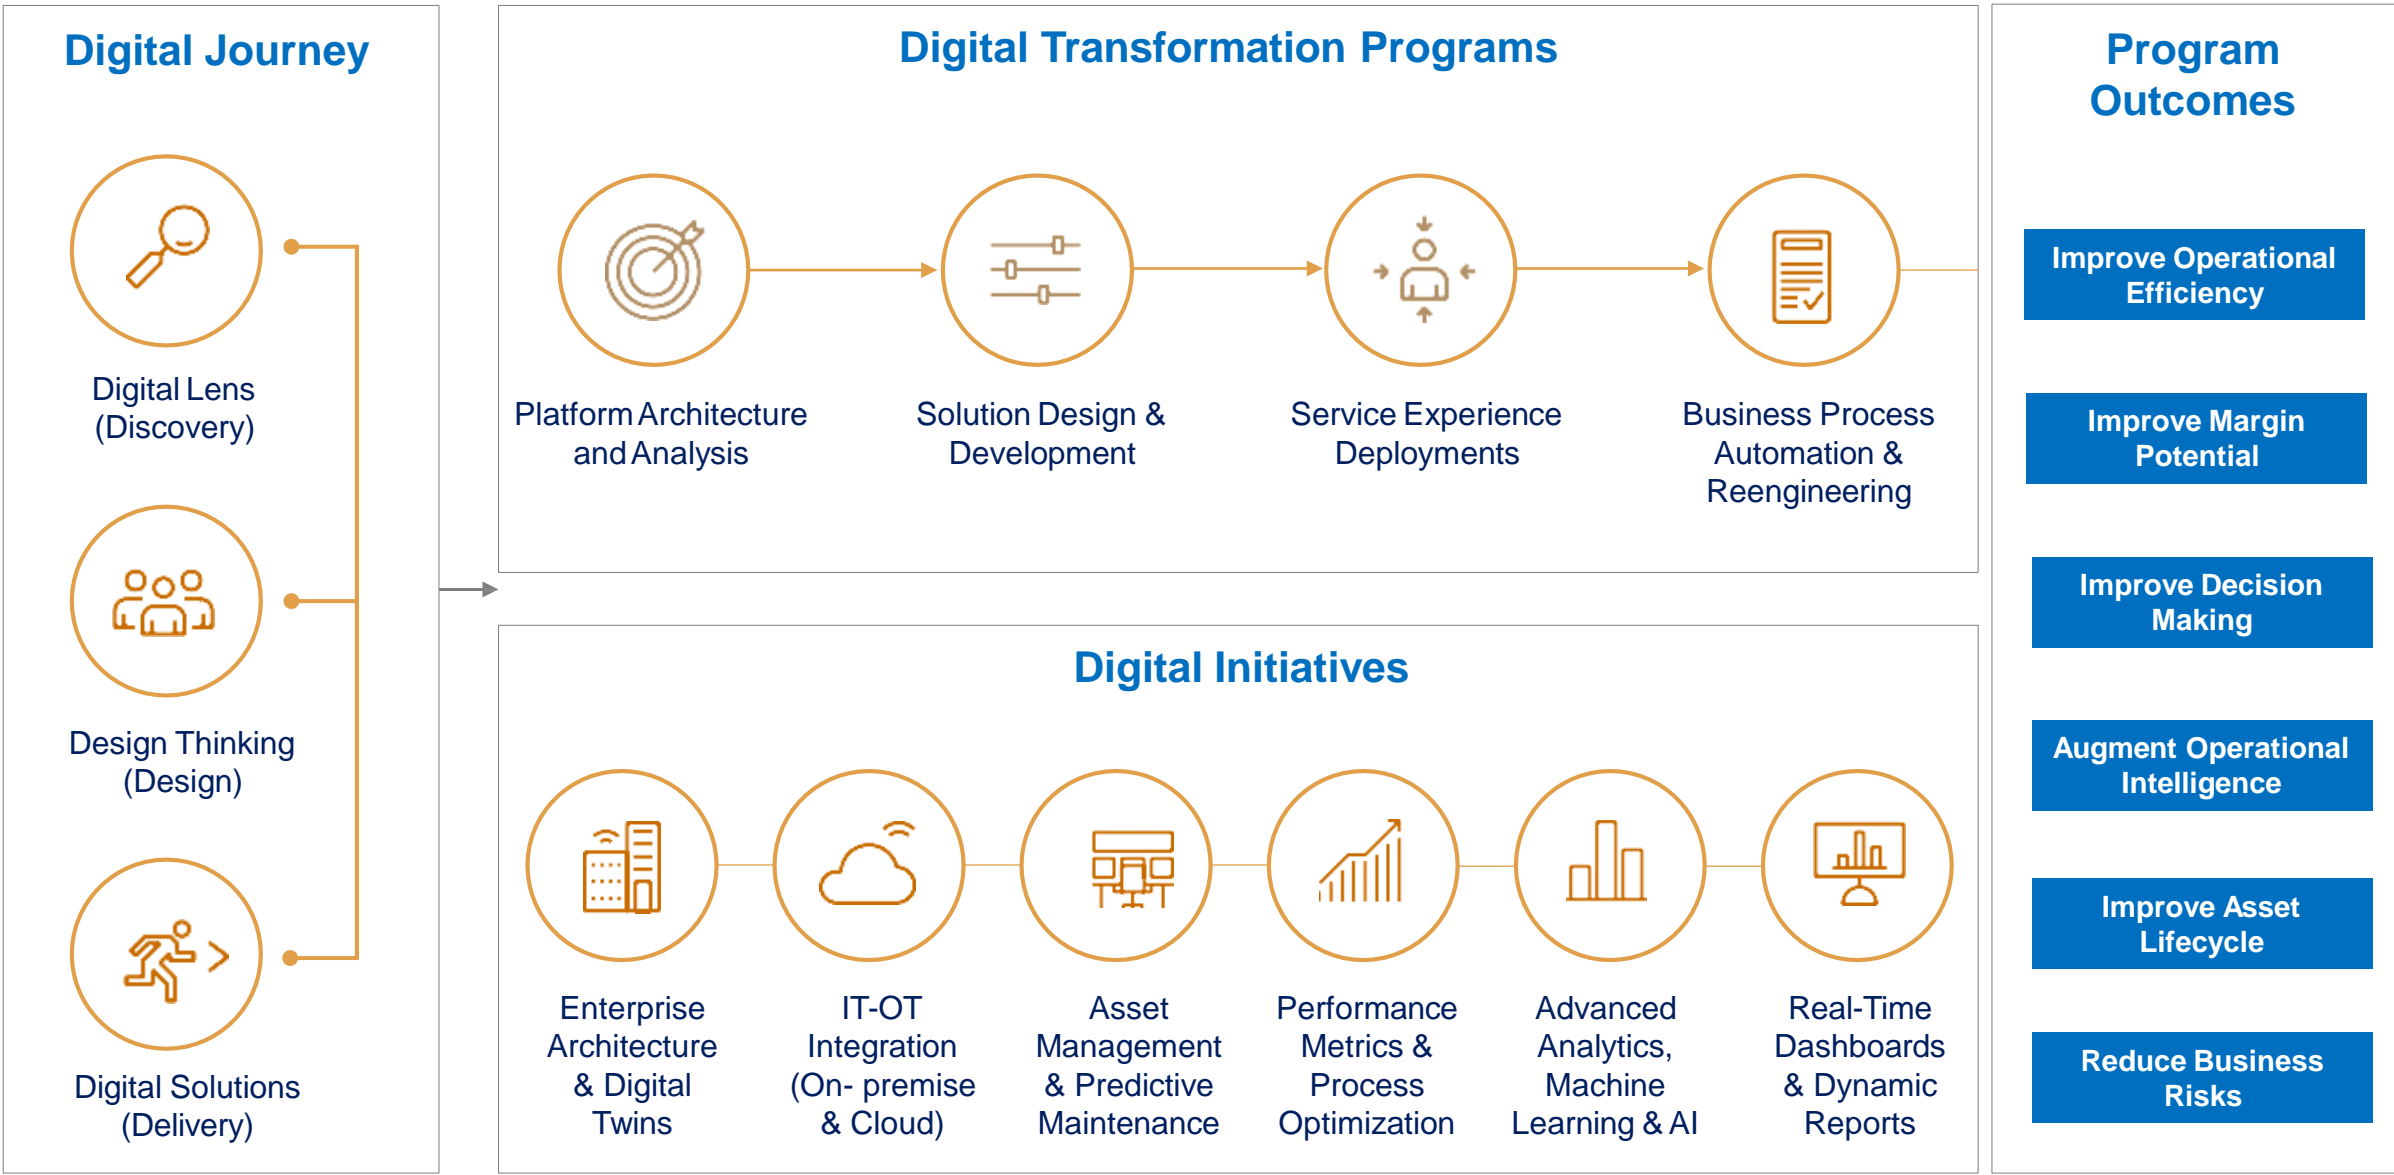 Digital Journey
Digital Lens
(Discovery)
Design Thinking
(Design)
Digital Solutions
(Delivery)
Digital Transformation Programs
Platform Architecture
and Analysis
Solution Design &
Development
Service Experience
Deployments
Business Process
Automation &
Reengineering
Digital Initiatives
Enterprise
Architecture
& Digital
Twins
IT-OT
Integration
(On- premise
& Cloud)
Asset
Management
& Predictive
Maintenance
Performance
Metrics &
Process
Optimization
Advanced
Analytics,
Machine
Learning & AI
Real-Time
Dashboards
& Dynamic
Reports
Program
Outcomes
Improve Operational
Efficiency
Improve Margin
Potential
Improve Decision
Making
Augment Operational
Intelligence
Improve Asset
Lifecycle
Reduce Business
Risks